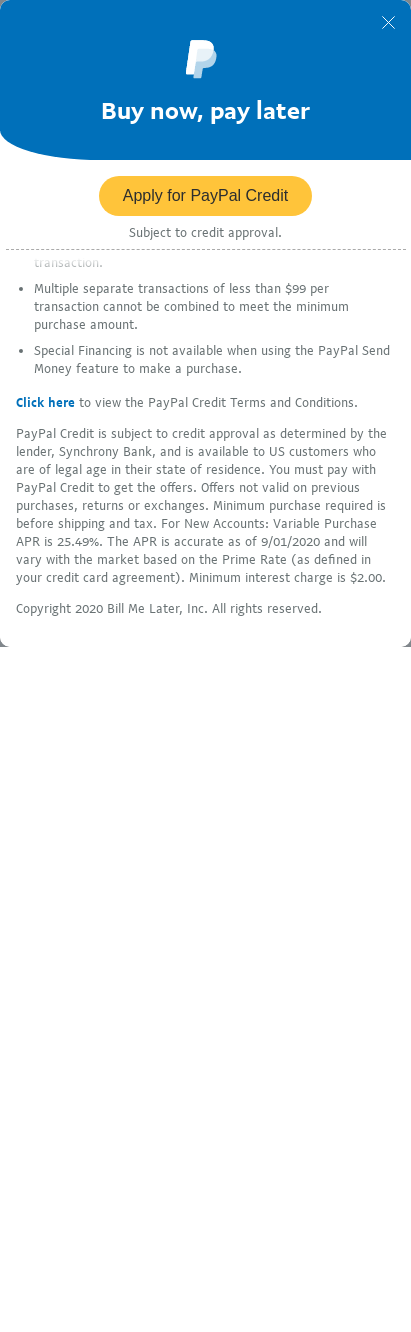 Buy now, pay later
Apply for PayPal Credit
Subject to credit approval.
transaction.
• Multiple separate transactions of less than $99 per
transaction cannot be combined to meet the minimum
purchase amount.
• Special Financing is not available when using the PayPal Send
Money feature to make a purchase.
Click here to view the PayPal Credit Terms and Conditions.
PayPal Credit is subject to credit approval as determined by the
lender, Synchrony Bank, and is available to US customers who
are of legal age in their state of residence. You must pay with
PayPal Credit to get the offers. Offers not valid on previous
purchases, returns or exchanges. Minimum purchase required is
before shipping and tax. For New Accounts: Variable Purchase
APR is 25.49%. The APR is accurate as of 9/01/2020 and will
vary with the market based on the Prime Rate (as defined in
your credit card agreement). Minimum interest charge is $2.00.
Copyright 2020 Bill Me Later, Inc. All rights reserved.